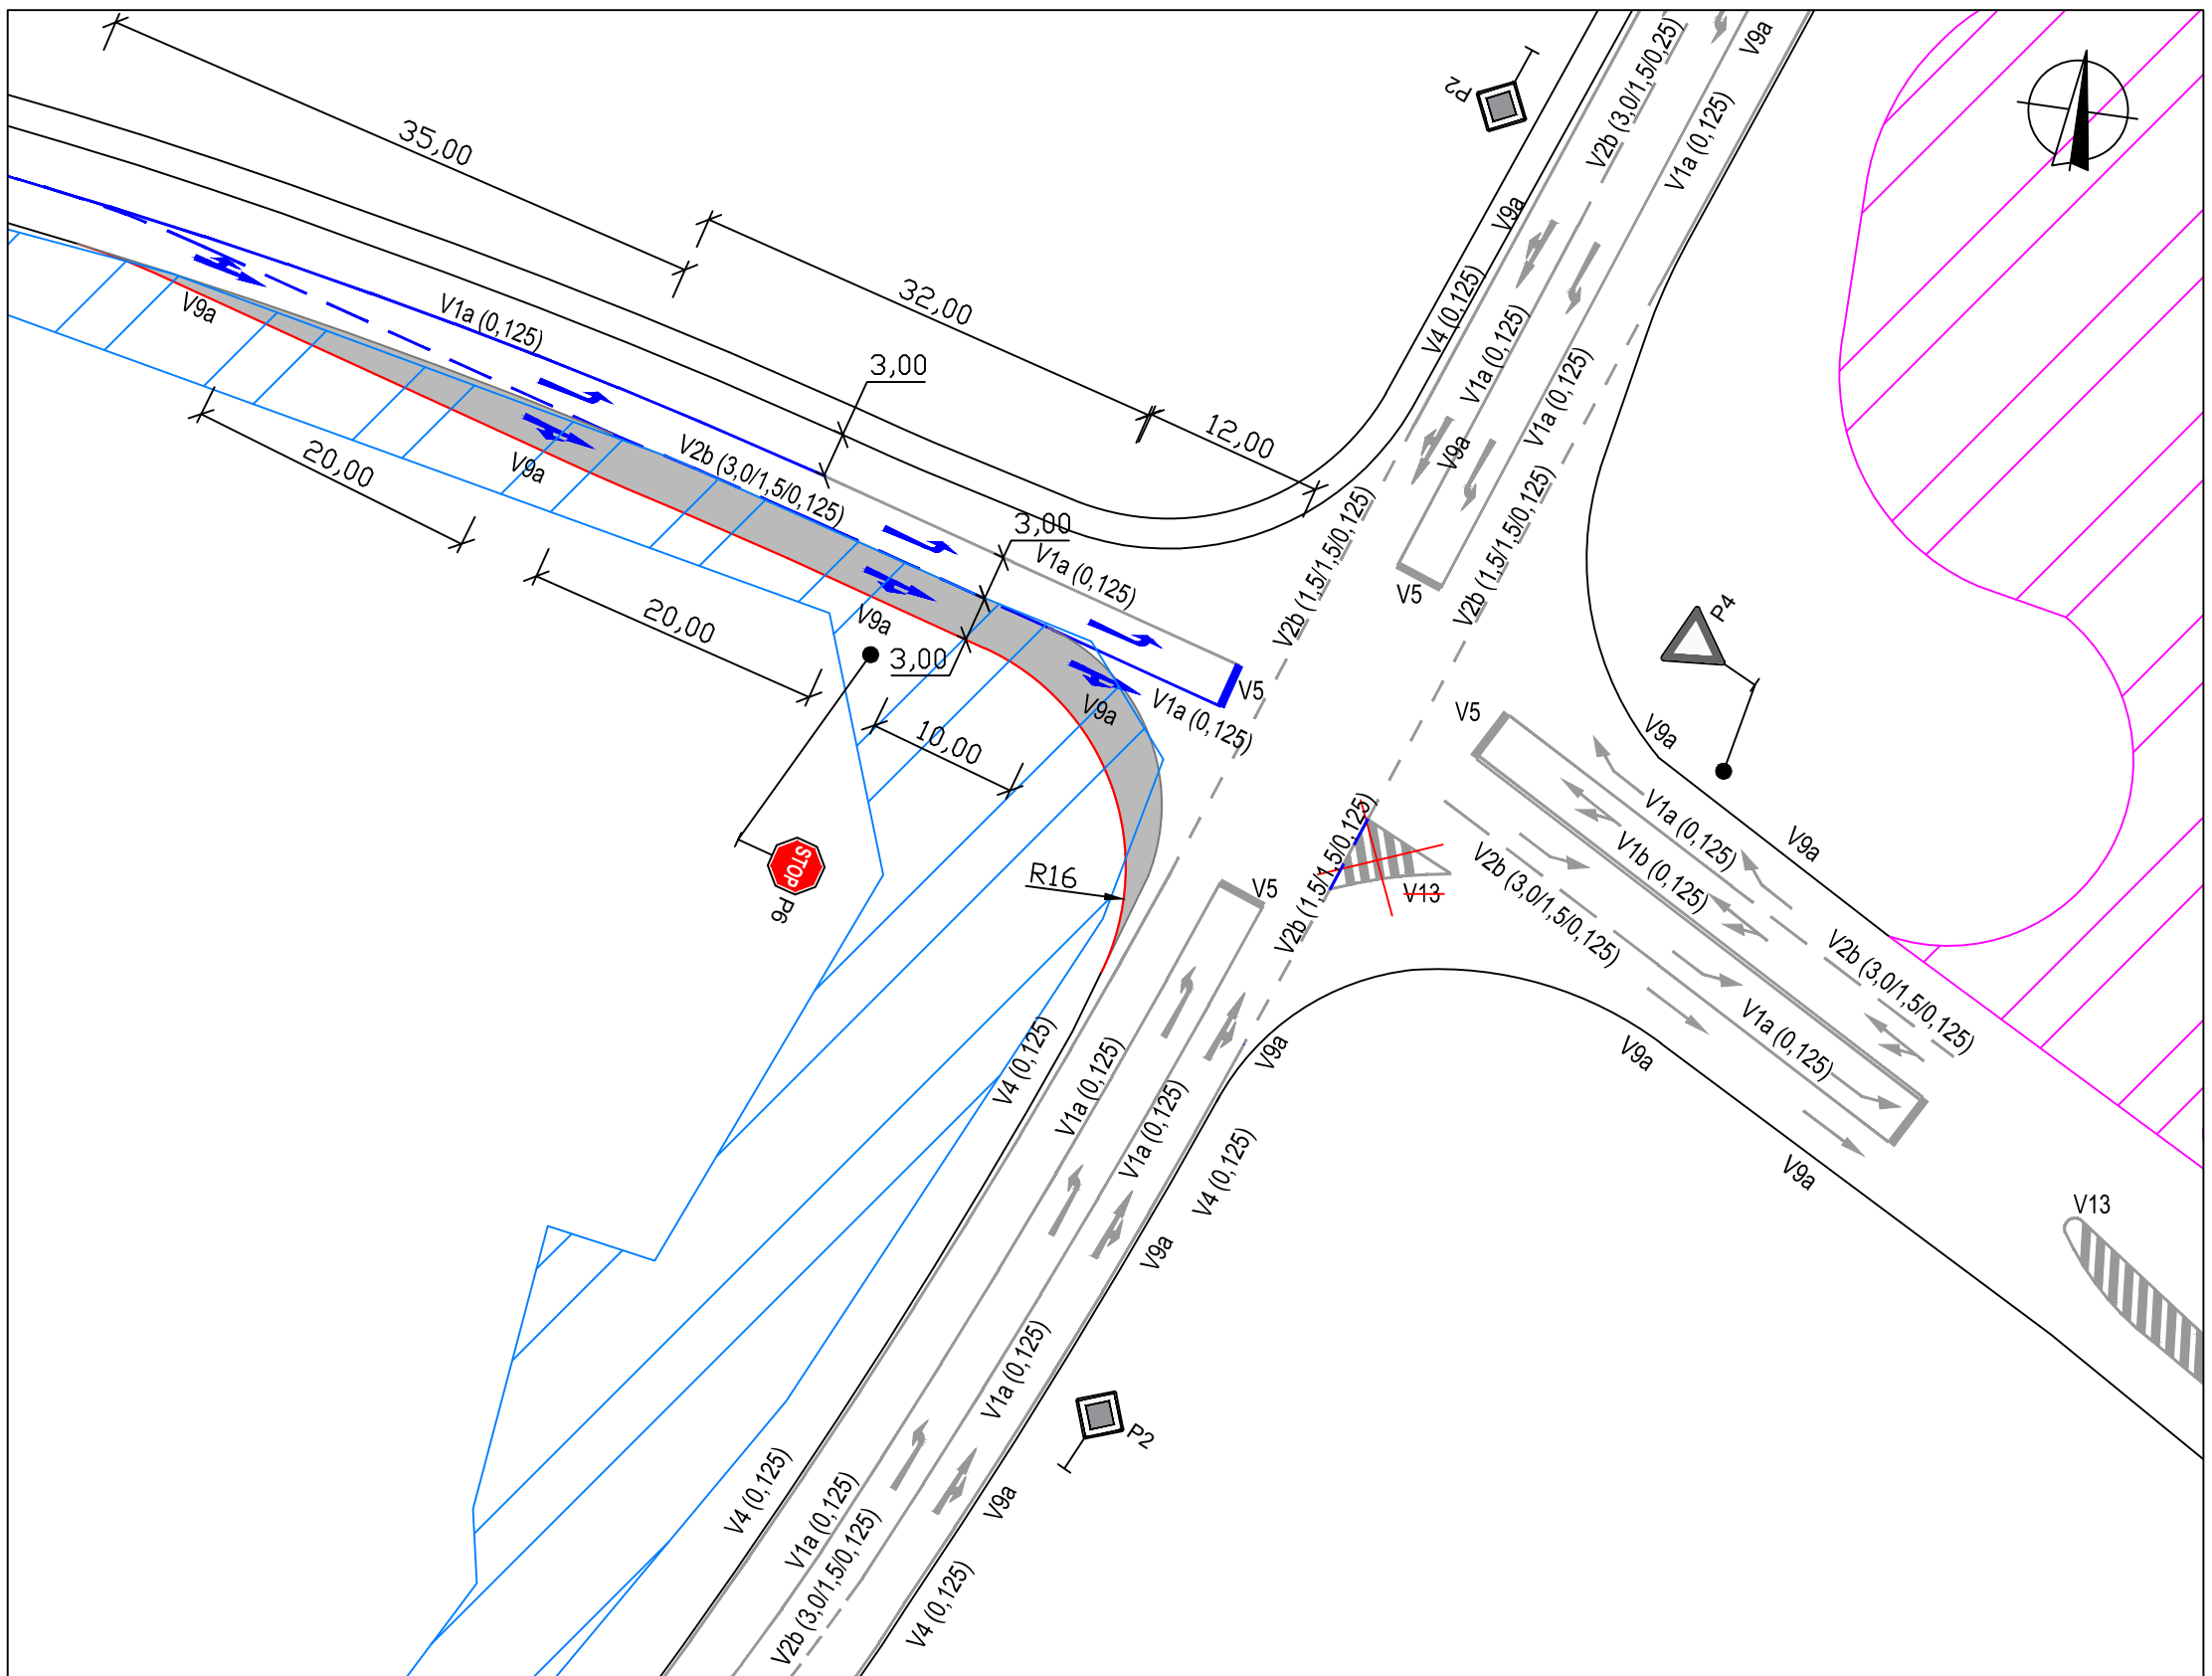 V9a
V2b (3,0/1,5/0,25)
P2
V1a (0,125)
35,00
V9a
32,00
V4 (0,125)
V9a
V1a (0,125)
V1a (0,125)
3,00
V1a (0,125)
12,00
V9a
20,00
V9a
V2b (3,0/1,5/0,125)
V2b (1,5/1,5/0,125)
V2b (1,5/1,5/0,125)
3,00
V1a (0,125)
V5
P4
20,00
V9a
3,00
V5
V5
V9a
V1a (0,125)
V9a
10,00
V2b (1,5/1,5/0,125)
V1a (0,125)
V9a
V1b (0,125)
V2b (3,0/1,5/0,125)
STOP
P6
R16
V5
V13
V2b (3,0/1,5/0,125)
V1a (0,125)
V4 (0,125)
V1a (0,125)
V9a
V9a
V1a (0,125)
V4 (0,125)
V9a
V9a
V13
V1a (0,125)
P2
V4 (0,125)
V1a (0,125)
V9a
V2b (3,0/1,5/0,125)
V4 (0,125)